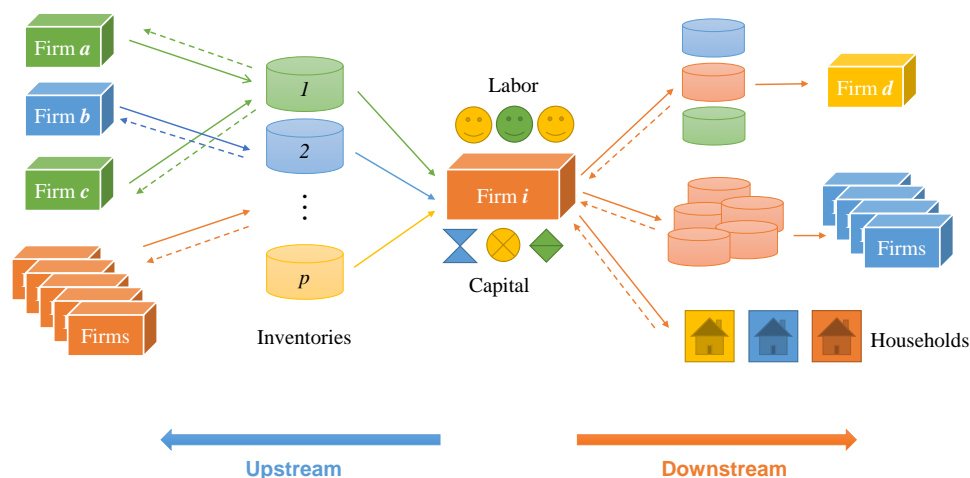 Firm a
Firm b
Firm c
Firms
1
2
⋮
p
Inventories
Labor
Firm i
Capital
Firm d
Firms
Households
Upstream
Downstream